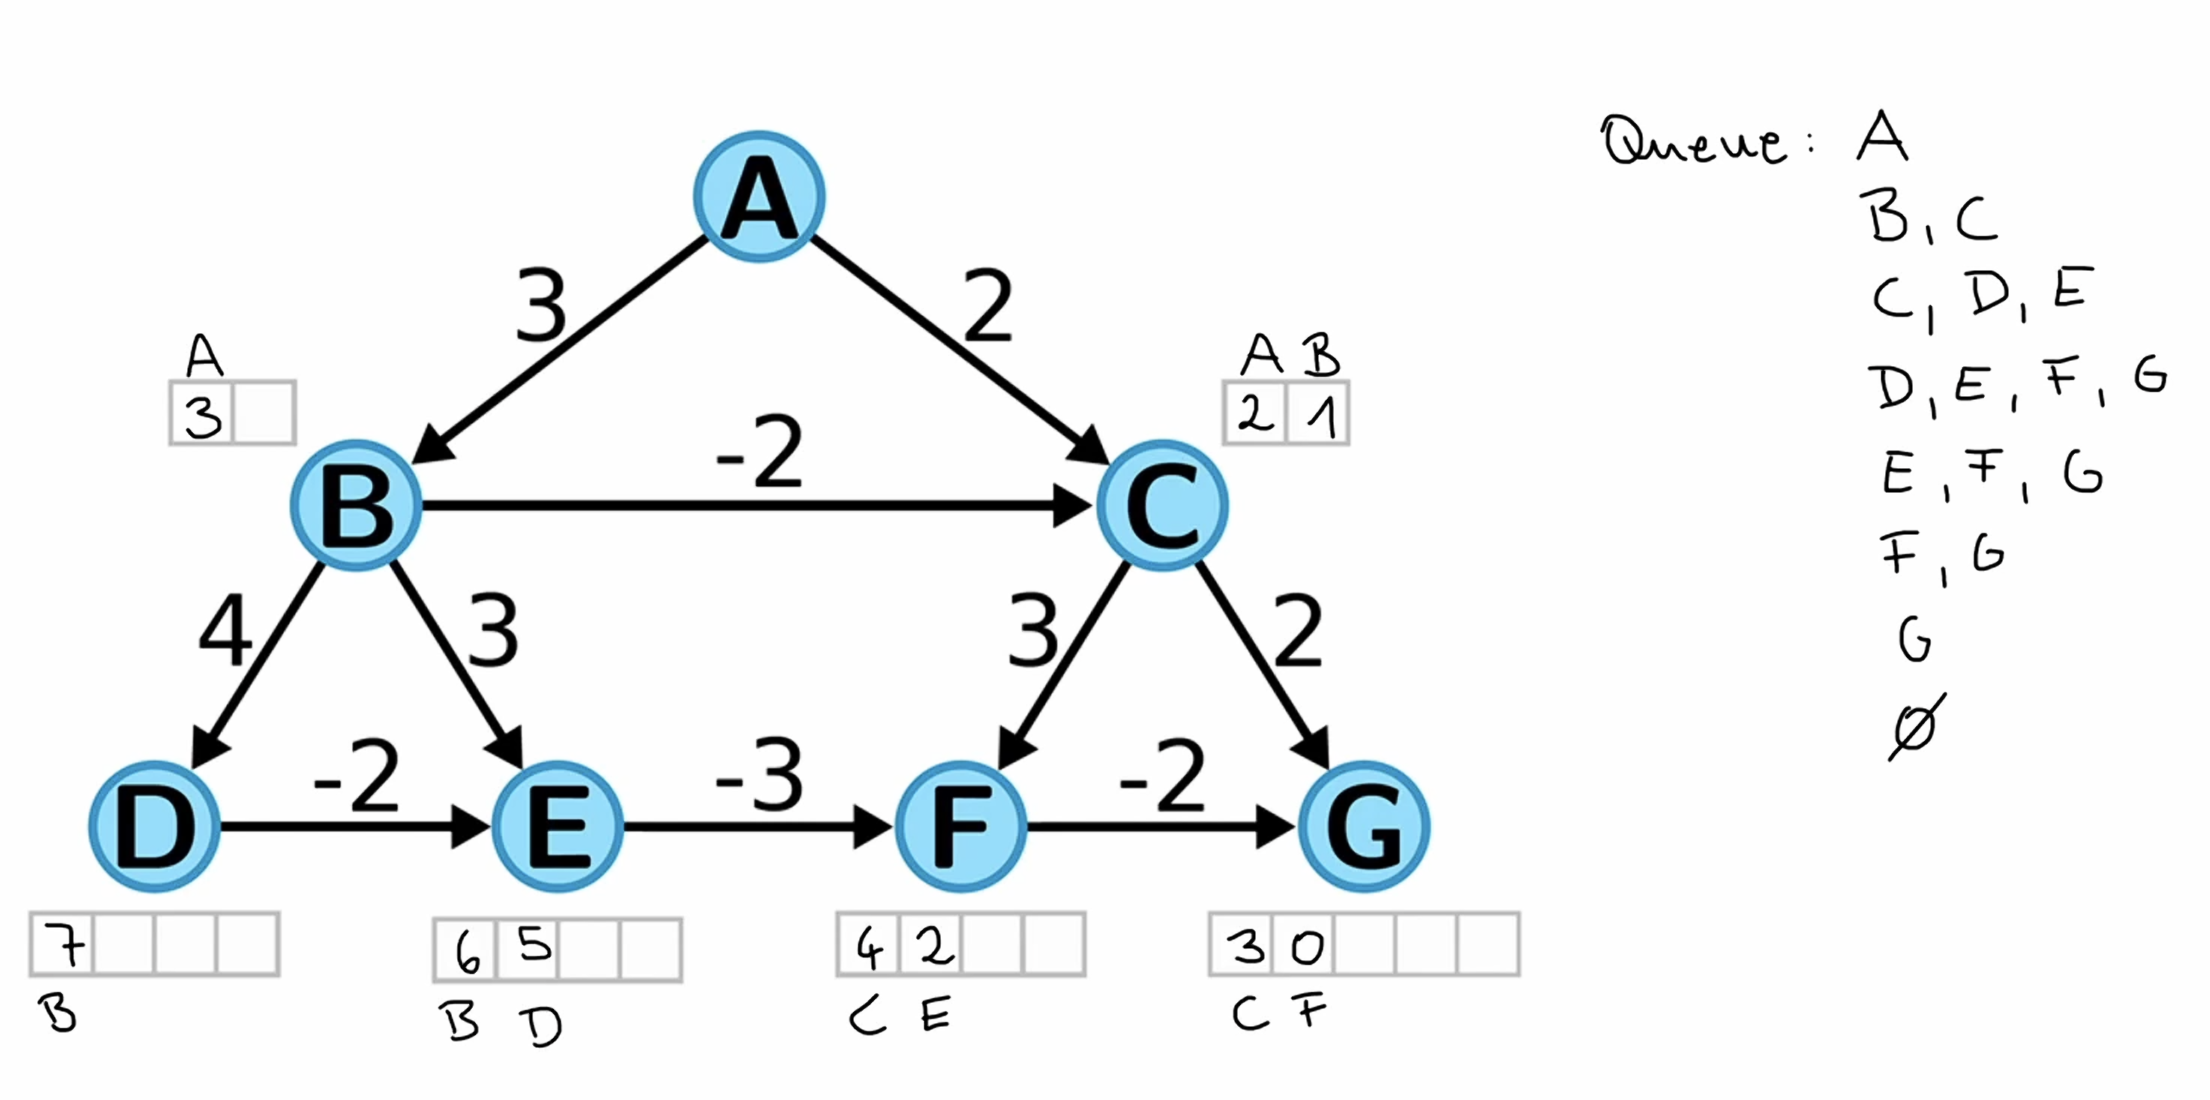 Queue: A
B, C
C, D, E
D, E, F, G
E, F, G
F, G
G
∅
A
3 2
A
3
A B
2 1
-2
B C
4 3 3 2
-2 -3 -2
D E F G
7
6 5
4 2
3 0
B
B D
C E
C F